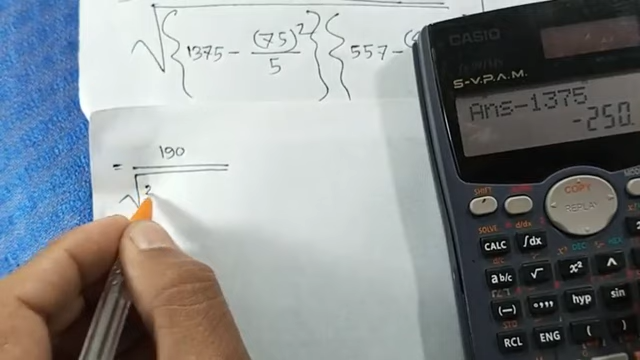 √{1375 - (75)²/5} {557 - (
CASIO
S-V.P.A.M.
Ans-1375
-250.
= 190
√2
SHIFT
COPY
REPLAY
SOLVE
CALC ∫dx
a b/c √ x² ^
(−) °,,, hyp sin
RCL ENG ( )